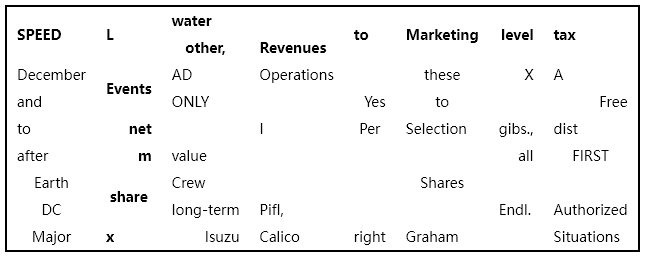 SPEED L water other, Revenues to Marketing level tax
December Events AD Operations these X A
and ONLY Yes to Free
to net I Per Selection gibs., dist
after m value all FIRST
Earth share Crew Shares
DC long-term Pifl, Endl. Authorized
Major x Isuzu Calico right Graham Situations